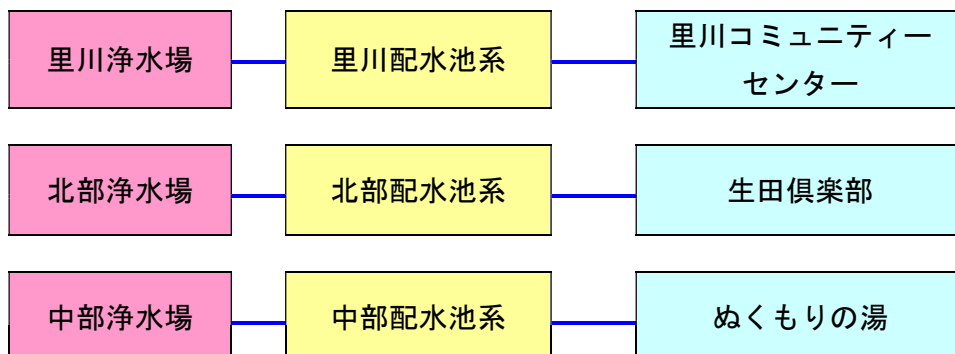 里川浄水場
里川配水池系
里川コミュニティー
センター
北部浄水場
北部配水池系
生田倶楽部
中部浄水場
中部配水池系
ぬくもりの湯